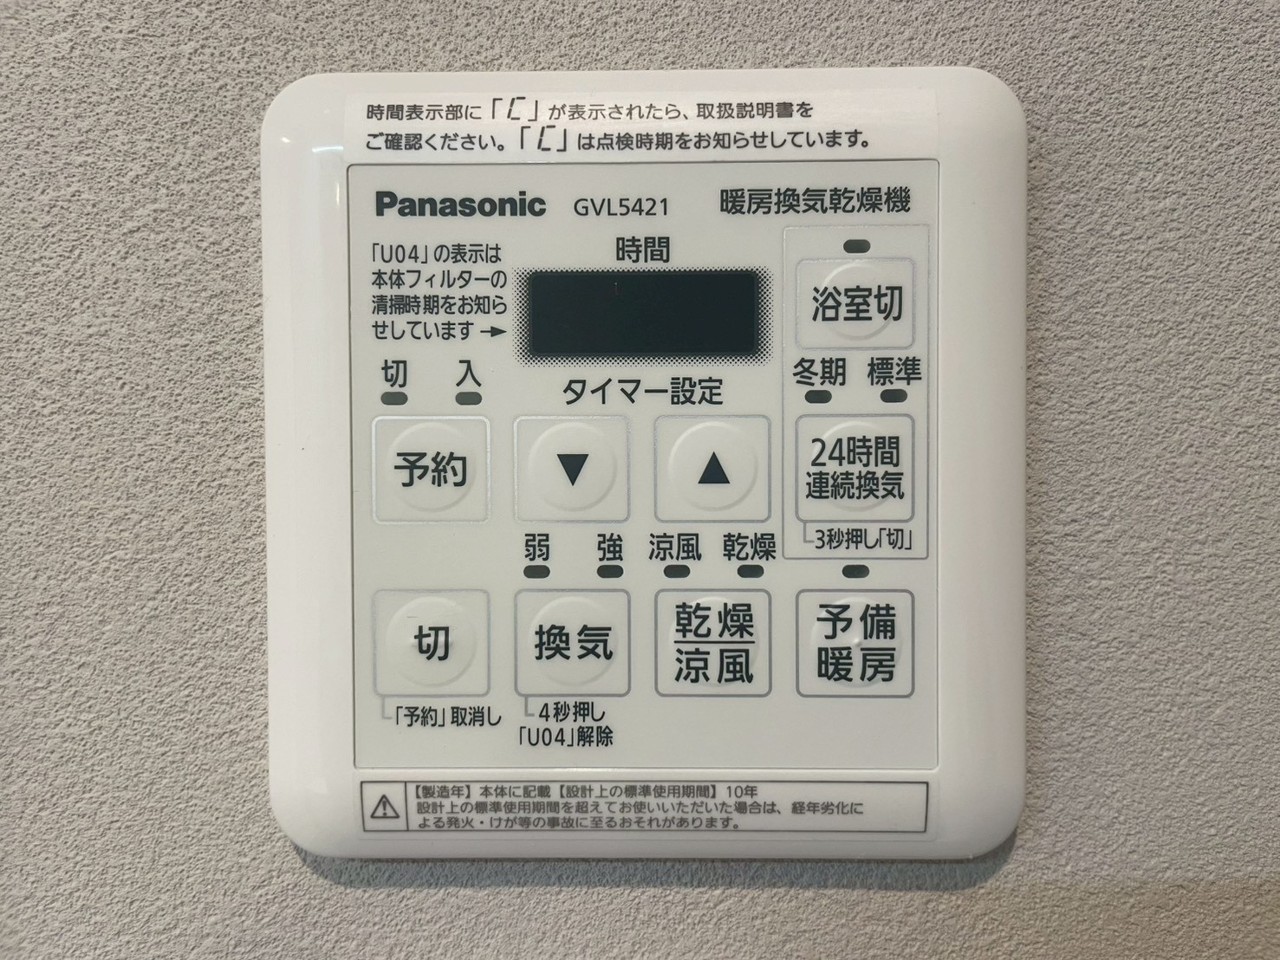 時間表示部に「C」が表示されたら、取扱説明書を
ご確認ください。「C」は点検時期をお知らせしています。
Panasonic GVL5421 暖房換気乾燥機
「U04」の表示は
本体フィルターの
清掃時期をお知ら
せしています→
時間
浴室切
切 入
タイマー設定
冬期 標準
予約
▼
▲
24時間
連続換気
3秒押し「切」
弱 強 涼風 乾燥
切
換気
乾燥
涼風
予備
暖房
「予約」取消し
4秒押し
「U04」解除
【製造年】本体に記載【設計上の標準使用期間】10年
設計上の標準使用期間を超えてお使いいただいた場合は、経年劣化に
よる発火・けが等の事故に至るおそれがあります。